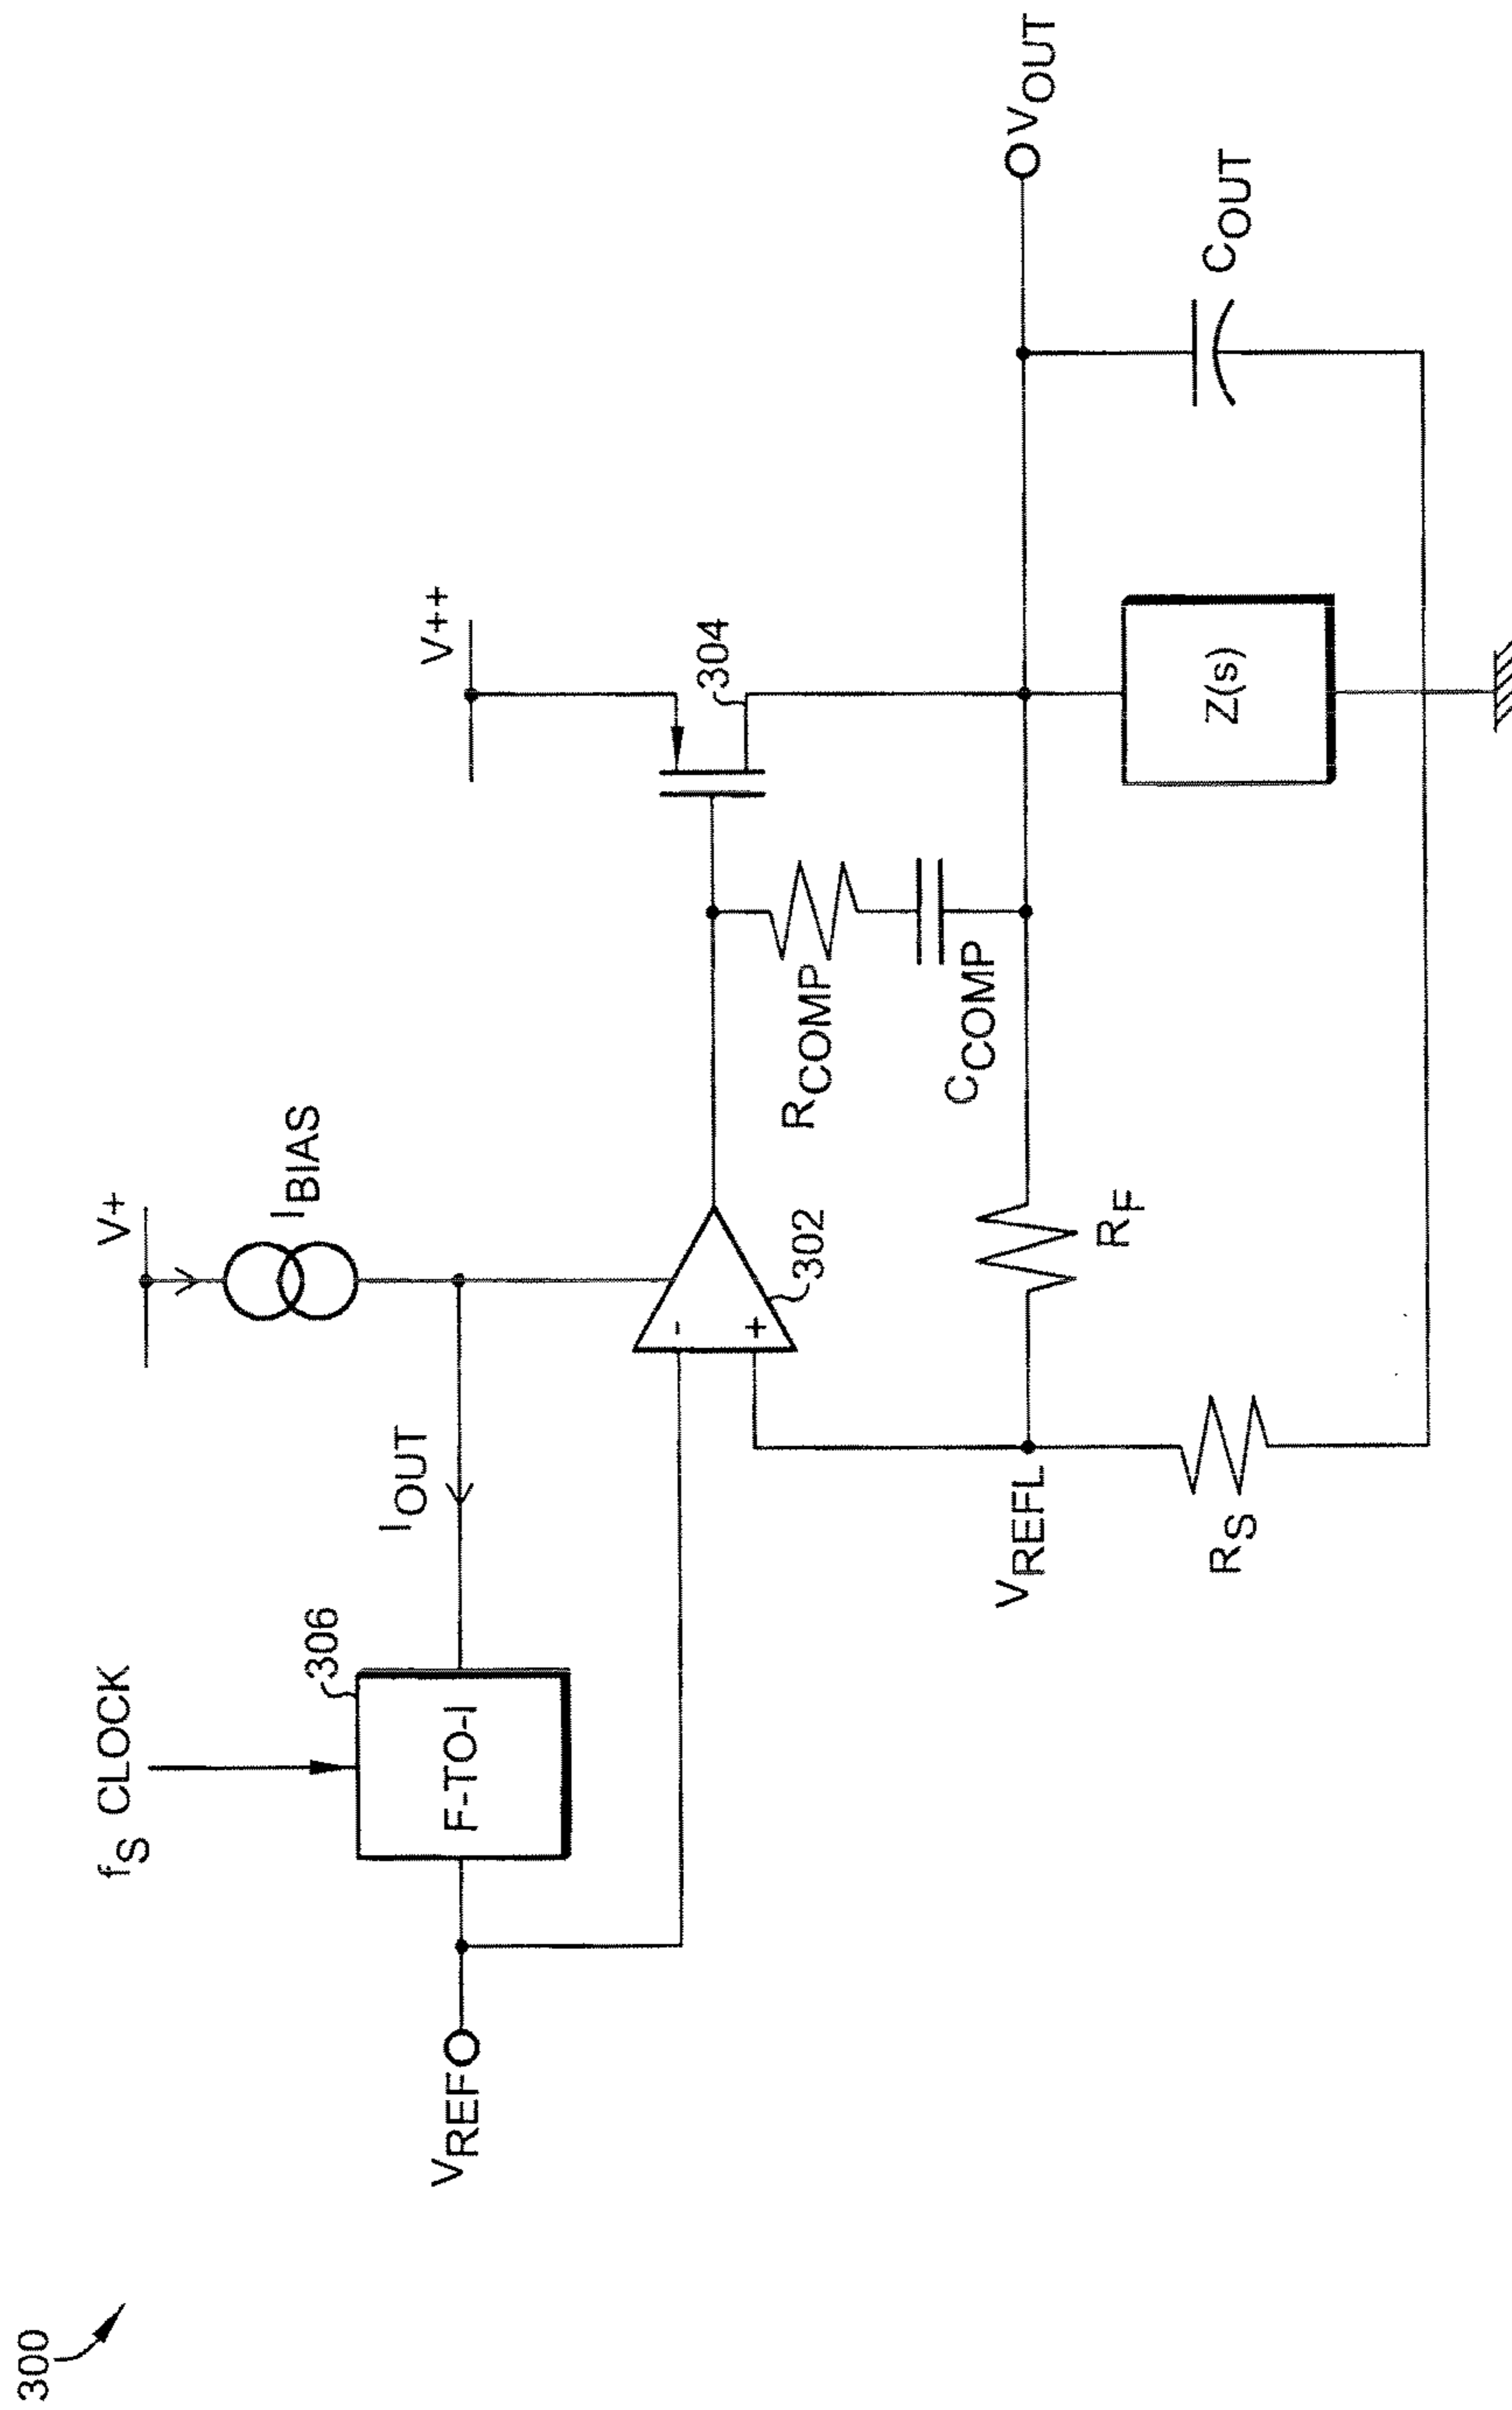 300
V+
fS CLOCK
IBIAS
306
IOUT
F-TO-I
V++
VREF
-
+
302
304
RCOMP
CCOMP
VREFL
RF
VOUT
RS
Z(s)
COUT